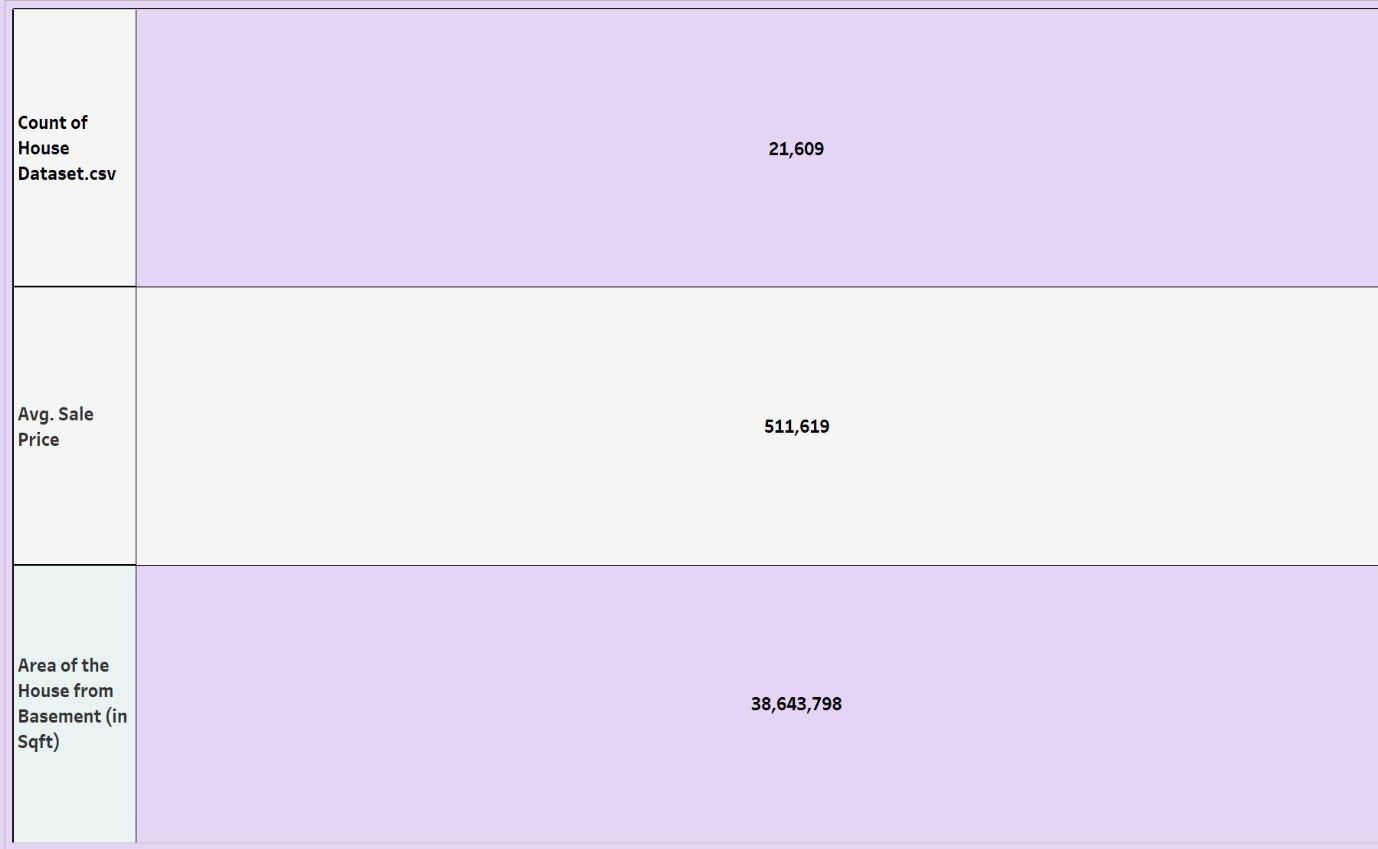 Count of
House
Dataset.csv
21,609
Avg. Sale
Price
511,619
Area of the
House from
Basement (in
Sqft)
38,643,798